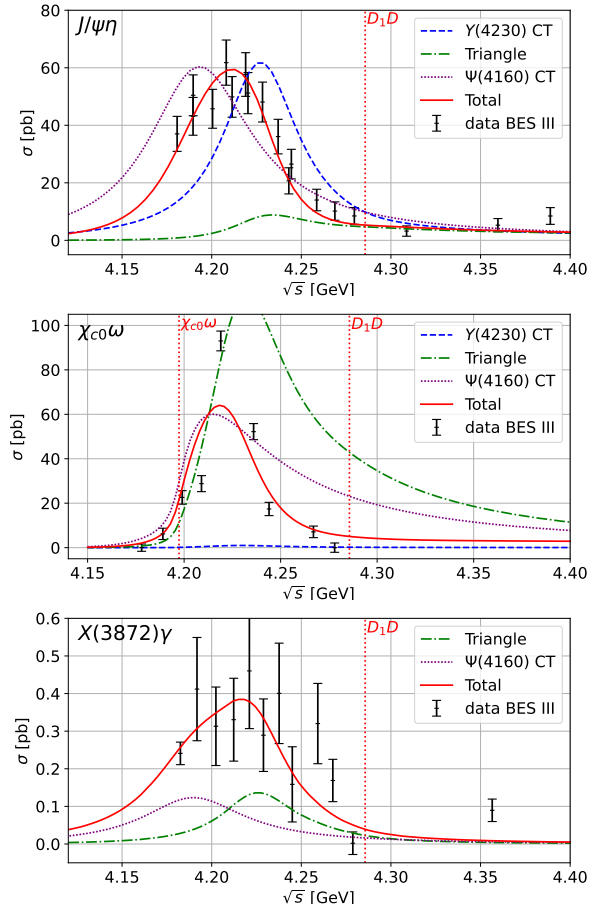 J/ψη
D₁D
Y(4230) CT
Triangle
Ψ(4160) CT
Total
data BES III
σ [pb]
60
40
20
0
4.15
4.20
4.25
4.30
4.35
4.40
√s [GeV]
χc0ω
χc0ω
D₁D
Y(4230) CT
Triangle
Ψ(4160) CT
Total
data BES III
σ [pb]
100
80
60
40
20
0
4.15
4.20
4.25
4.30
4.35
4.40
√s [GeV]
X(3872)γ
D₁D
Triangle
Ψ(4160) CT
Total
data BES III
σ [pb]
0.6
0.5
0.4
0.3
0.2
0.1
0.0
4.15
4.20
4.25
4.30
4.35
4.40
√s [GeV]